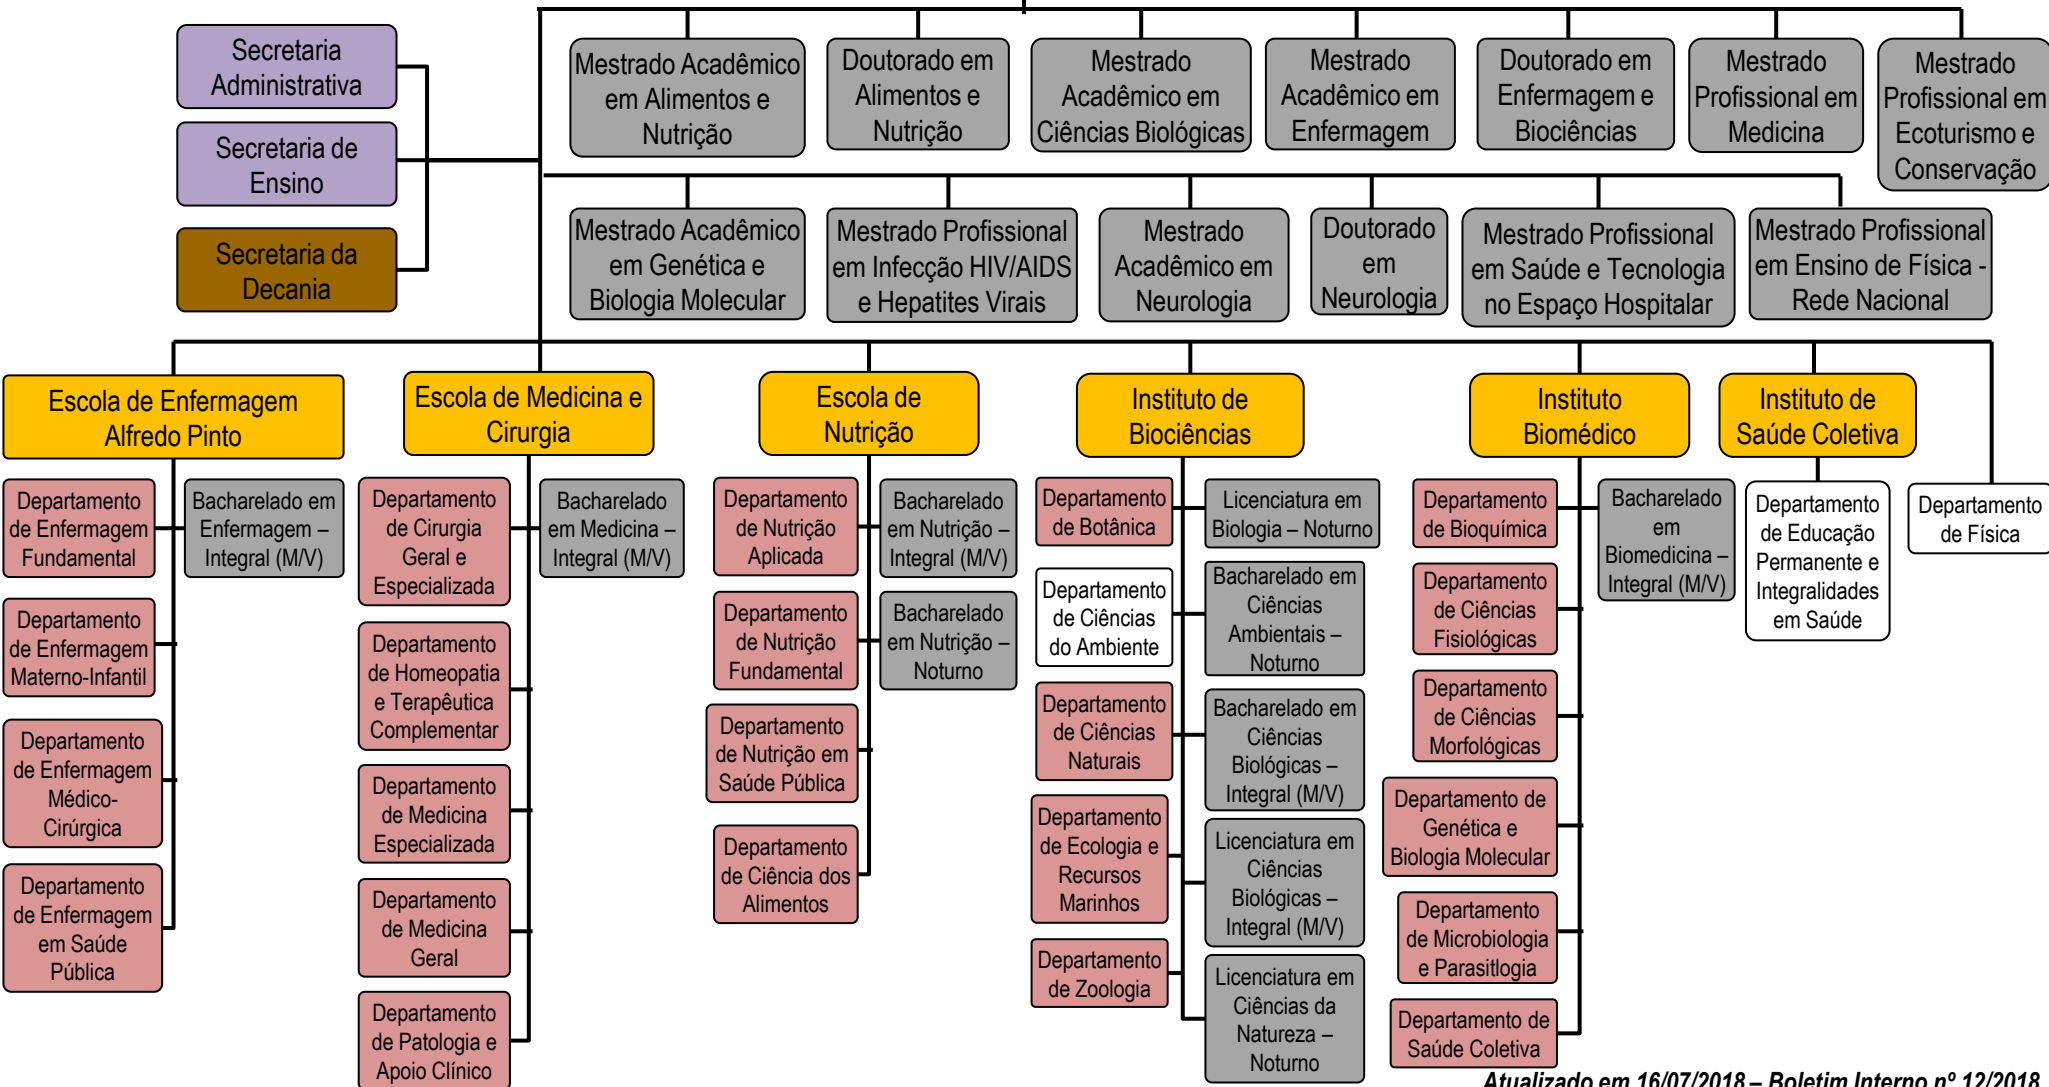 Secretaria
Administrativa
Secretaria de
Ensino
Secretaria da
Decania
Mestrado Acadêmico
em Alimentos e
Nutrição
Doutorado em
Alimentos e
Nutrição
Mestrado
Acadêmico em
Ciências Biológicas
Mestrado
Acadêmico em
Enfermagem
Doutorado em
Enfermagem e
Biociências
Mestrado
Profissional em
Medicina
Mestrado
Profissional em
Ecoturismo e
Conservação
Mestrado Acadêmico
em Genética e
Biologia Molecular
Mestrado Profissional
em Infecção HIV/AIDS
e Hepatites Virais
Mestrado
Acadêmico em
Neurologia
Doutorado
em
Neurologia
Mestrado Profissional
em Saúde e Tecnologia
no Espaço Hospitalar
Mestrado Profissional
em Ensino de Física -
Rede Nacional
Escola de Enfermagem
Alfredo Pinto
Departamento
de Enfermagem
Fundamental
Bacharelado em
Enfermagem –
Integral (M/V)
Departamento
de Enfermagem
Materno-Infantil
Departamento
de Enfermagem
Médico-
Cirúrgica
Departamento
de Enfermagem
em Saúde
Pública
Escola de Medicina e
Cirurgia
Departamento
de Cirurgia
Geral e
Especializada
Bacharelado
em Medicina –
Integral (M/V)
Departamento
de Homeopatia
e Terapêutica
Complementar
Departamento
de Medicina
Especializada
Departamento
de Medicina
Geral
Departamento
de Patologia e
Apoio Clínico
Escola de
Nutrição
Departamento
de Nutrição
Aplicada
Bacharelado
em Nutrição –
Integral (M/V)
Departamento
de Nutrição
Fundamental
Bacharelado
em Nutrição –
Noturno
Departamento
de Nutrição em
Saúde Pública
Departamento
de Ciência dos
Alimentos
Instituto de
Biociências
Departamento
de Botânica
Licenciatura em
Biologia – Noturno
Departamento
de Ciências
do Ambiente
Bacharelado em
Ciências
Ambientais –
Noturno
Departamento
de Ciências
Naturais
Bacharelado em
Ciências
Biológicas –
Integral (M/V)
Departamento
de Ecologia e
Recursos
Marinhos
Licenciatura em
Ciências
Biológicas –
Integral (M/V)
Departamento
de Zoologia
Licenciatura em
Ciências da
Natureza –
Noturno
Instituto
Biomédico
Departamento
de Bioquímica
Bacharelado
em
Biomedicina –
Integral (M/V)
Departamento
de Ciências
Fisiológicas
Departamento
de Ciências
Morfológicas
Departamento de
Genética e
Biologia Molecular
Departamento
de Microbiologia
e Parasitlogia
Departamento de
Saúde Coletiva
Instituto de
Saúde Coletiva
Departamento
de Educação
Permanente e
Integralidades
em Saúde
Departamento
de Física
Atualizado em 16/07/2018 – Boletim Interno nº 12/2018